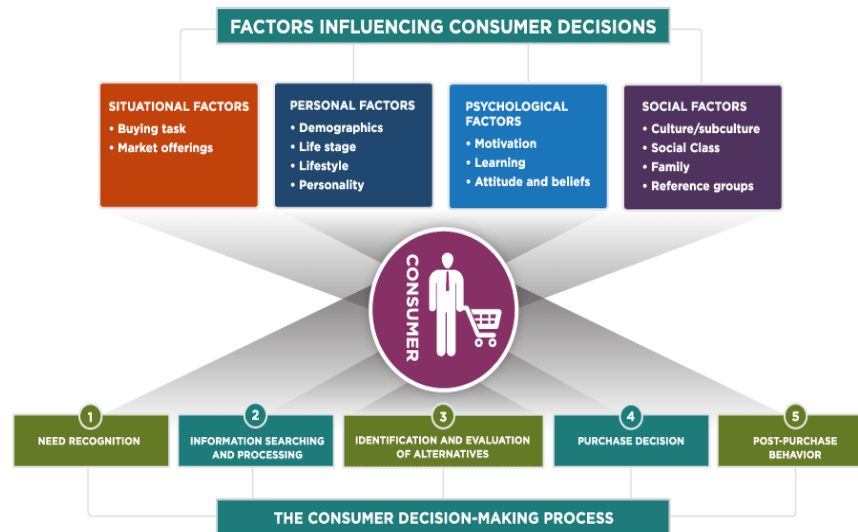 FACTORS INFLUENCING CONSUMER DECISIONS
SITUATIONAL FACTORS
• Buying task
• Market offerings
PERSONAL FACTORS
• Demographics
• Life stage
• Lifestyle
• Personality
PSYCHOLOGICAL
FACTORS
• Motivation
• Learning
• Attitude and beliefs
SOCIAL FACTORS
• Culture/subculture
• Social Class
• Family
• Reference groups
CONSUMER
1
NEED RECOGNITION
2
INFORMATION SEARCHING
AND PROCESSING
3
IDENTIFICATION AND EVALUATION
OF ALTERNATIVES
4
PURCHASE DECISION
5
POST-PURCHASE
BEHAVIOR
THE CONSUMER DECISION-MAKING PROCESS